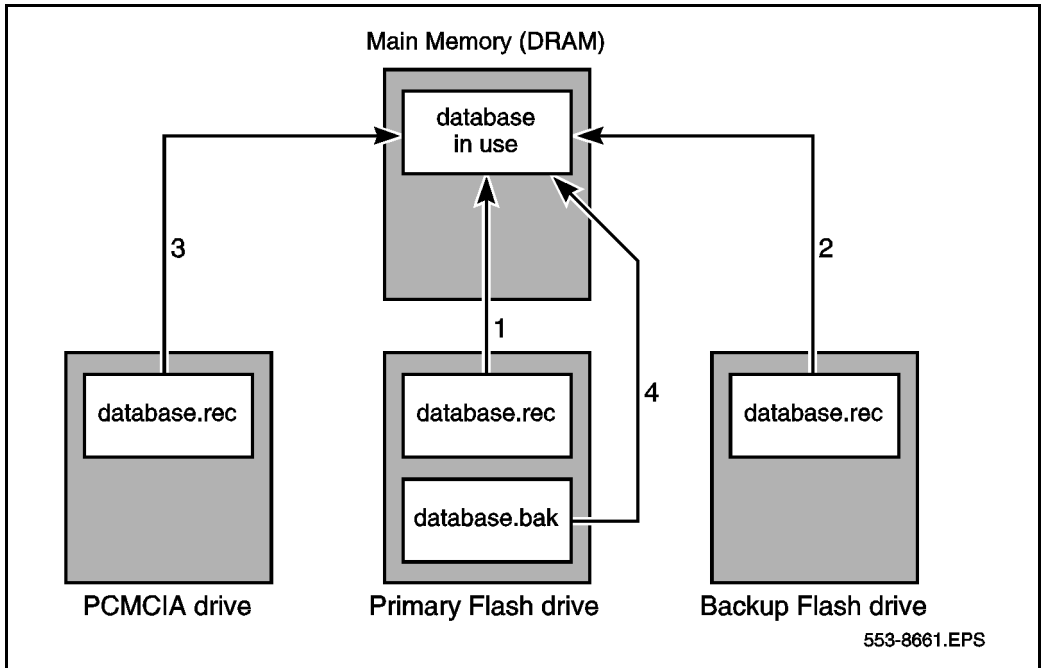 Main Memory (DRAM)
database
in use
3
2
1
4
database.rec
database.rec
database.rec
database.bak
PCMCIA drive
Primary Flash drive
Backup Flash drive
553-8661.EPS